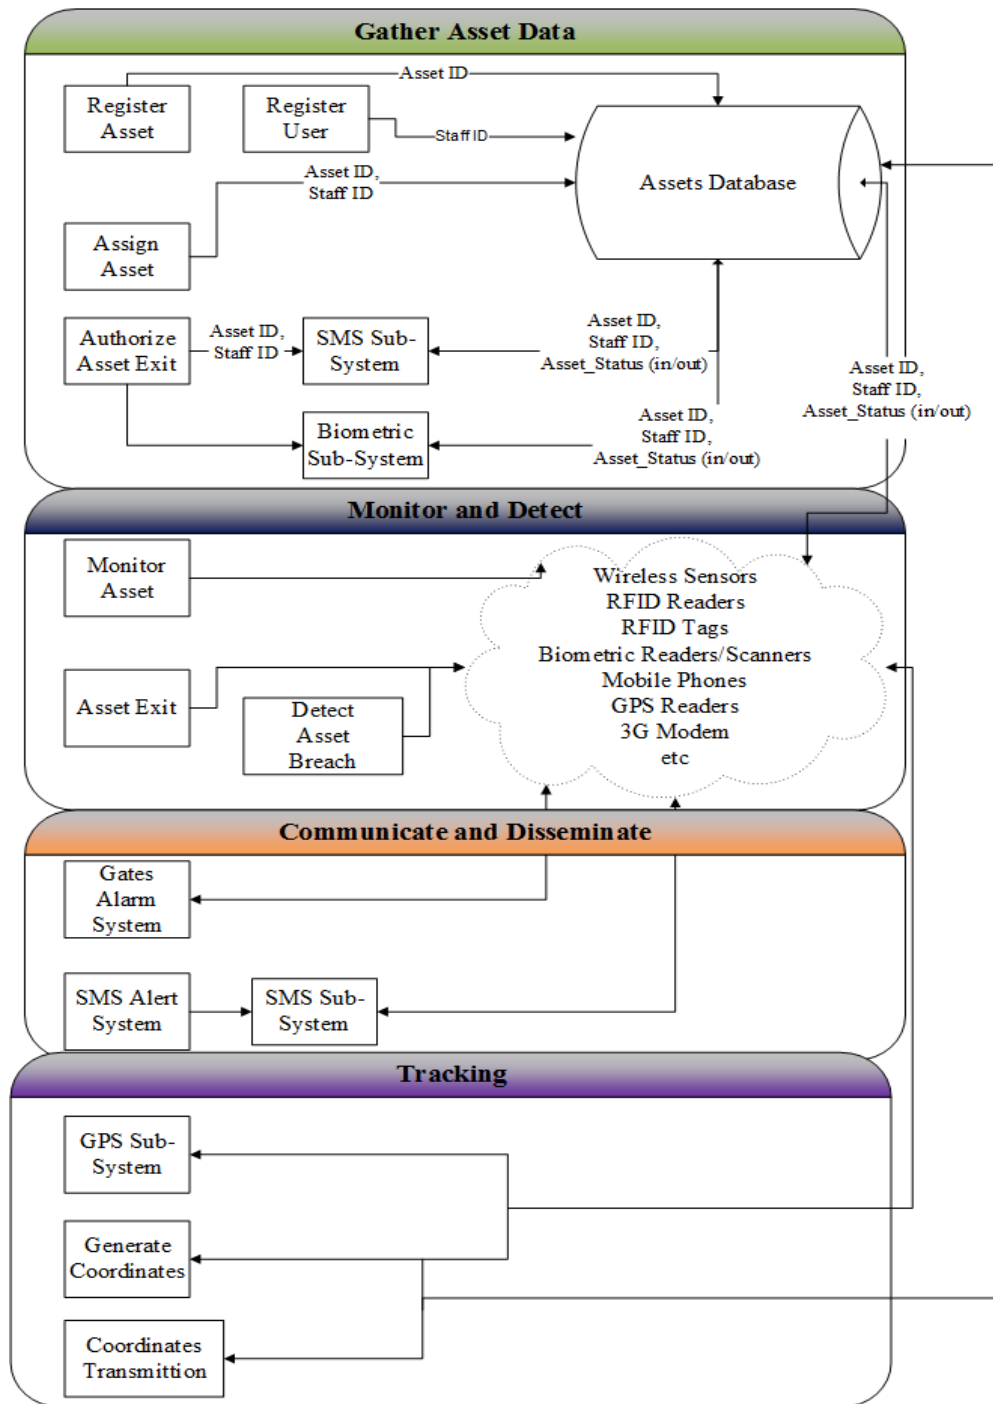 Gather Asset Data
Asset ID
Register
Asset
Register
User
Staff ID
Asset ID,
Staff ID
Assets Database
Assign
Asset
Authorize
Asset Exit
Asset ID,
Staff ID
SMS Sub-
System
Asset ID,
Staff ID,
Asset_Status (in/out)
Asset ID,
Staff ID,
Asset_Status (in/out)
Biometric
Sub-System
Asset ID,
Staff ID,
Asset_Status (in/out)
Monitor and Detect
Monitor
Asset
Wireless Sensors
RFID Readers
RFID Tags
Biometric Readers/Scanners
Mobile Phones
GPS Readers
3G Modem
etc
Asset Exit
Detect
Asset
Breach
Communicate and Disseminate
Gates
Alarm
System
SMS Alert
System
SMS Sub-
System
Tracking
GPS Sub-
System
Generate
Coordinates
Coordinates
Transmittion